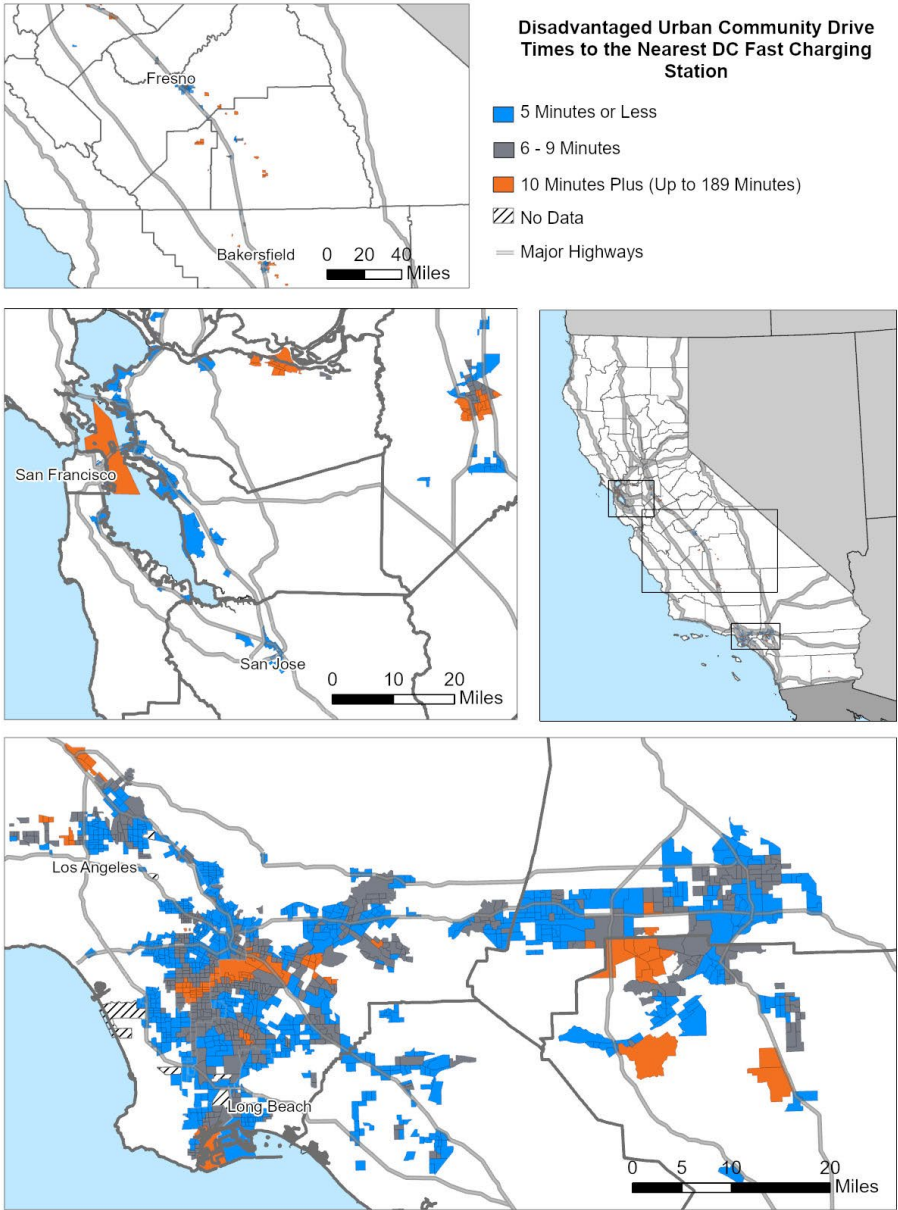 Disadvantaged Urban Community Drive
Times to the Nearest DC Fast Charging
Station
5 Minutes or Less
6 - 9 Minutes
10 Minutes Plus (Up to 189 Minutes)
No Data
Major Highways
Fresno
Bakersfield
0 20 40
Miles
San Francisco
San Jose
0 10 20
Miles
Los Angeles
Long Beach
0 5 10 20
Miles